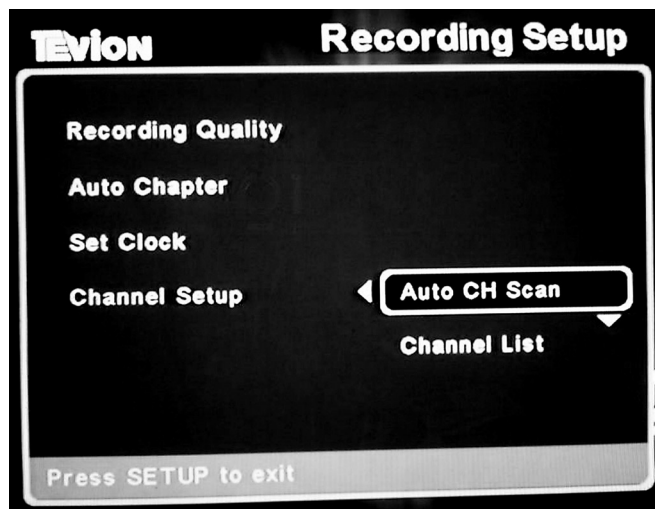 TEVION
Recording Setup
Recording Quality
Auto Chapter
Set Clock
Channel Setup
Auto CH Scan
Channel List
Press SETUP to exit